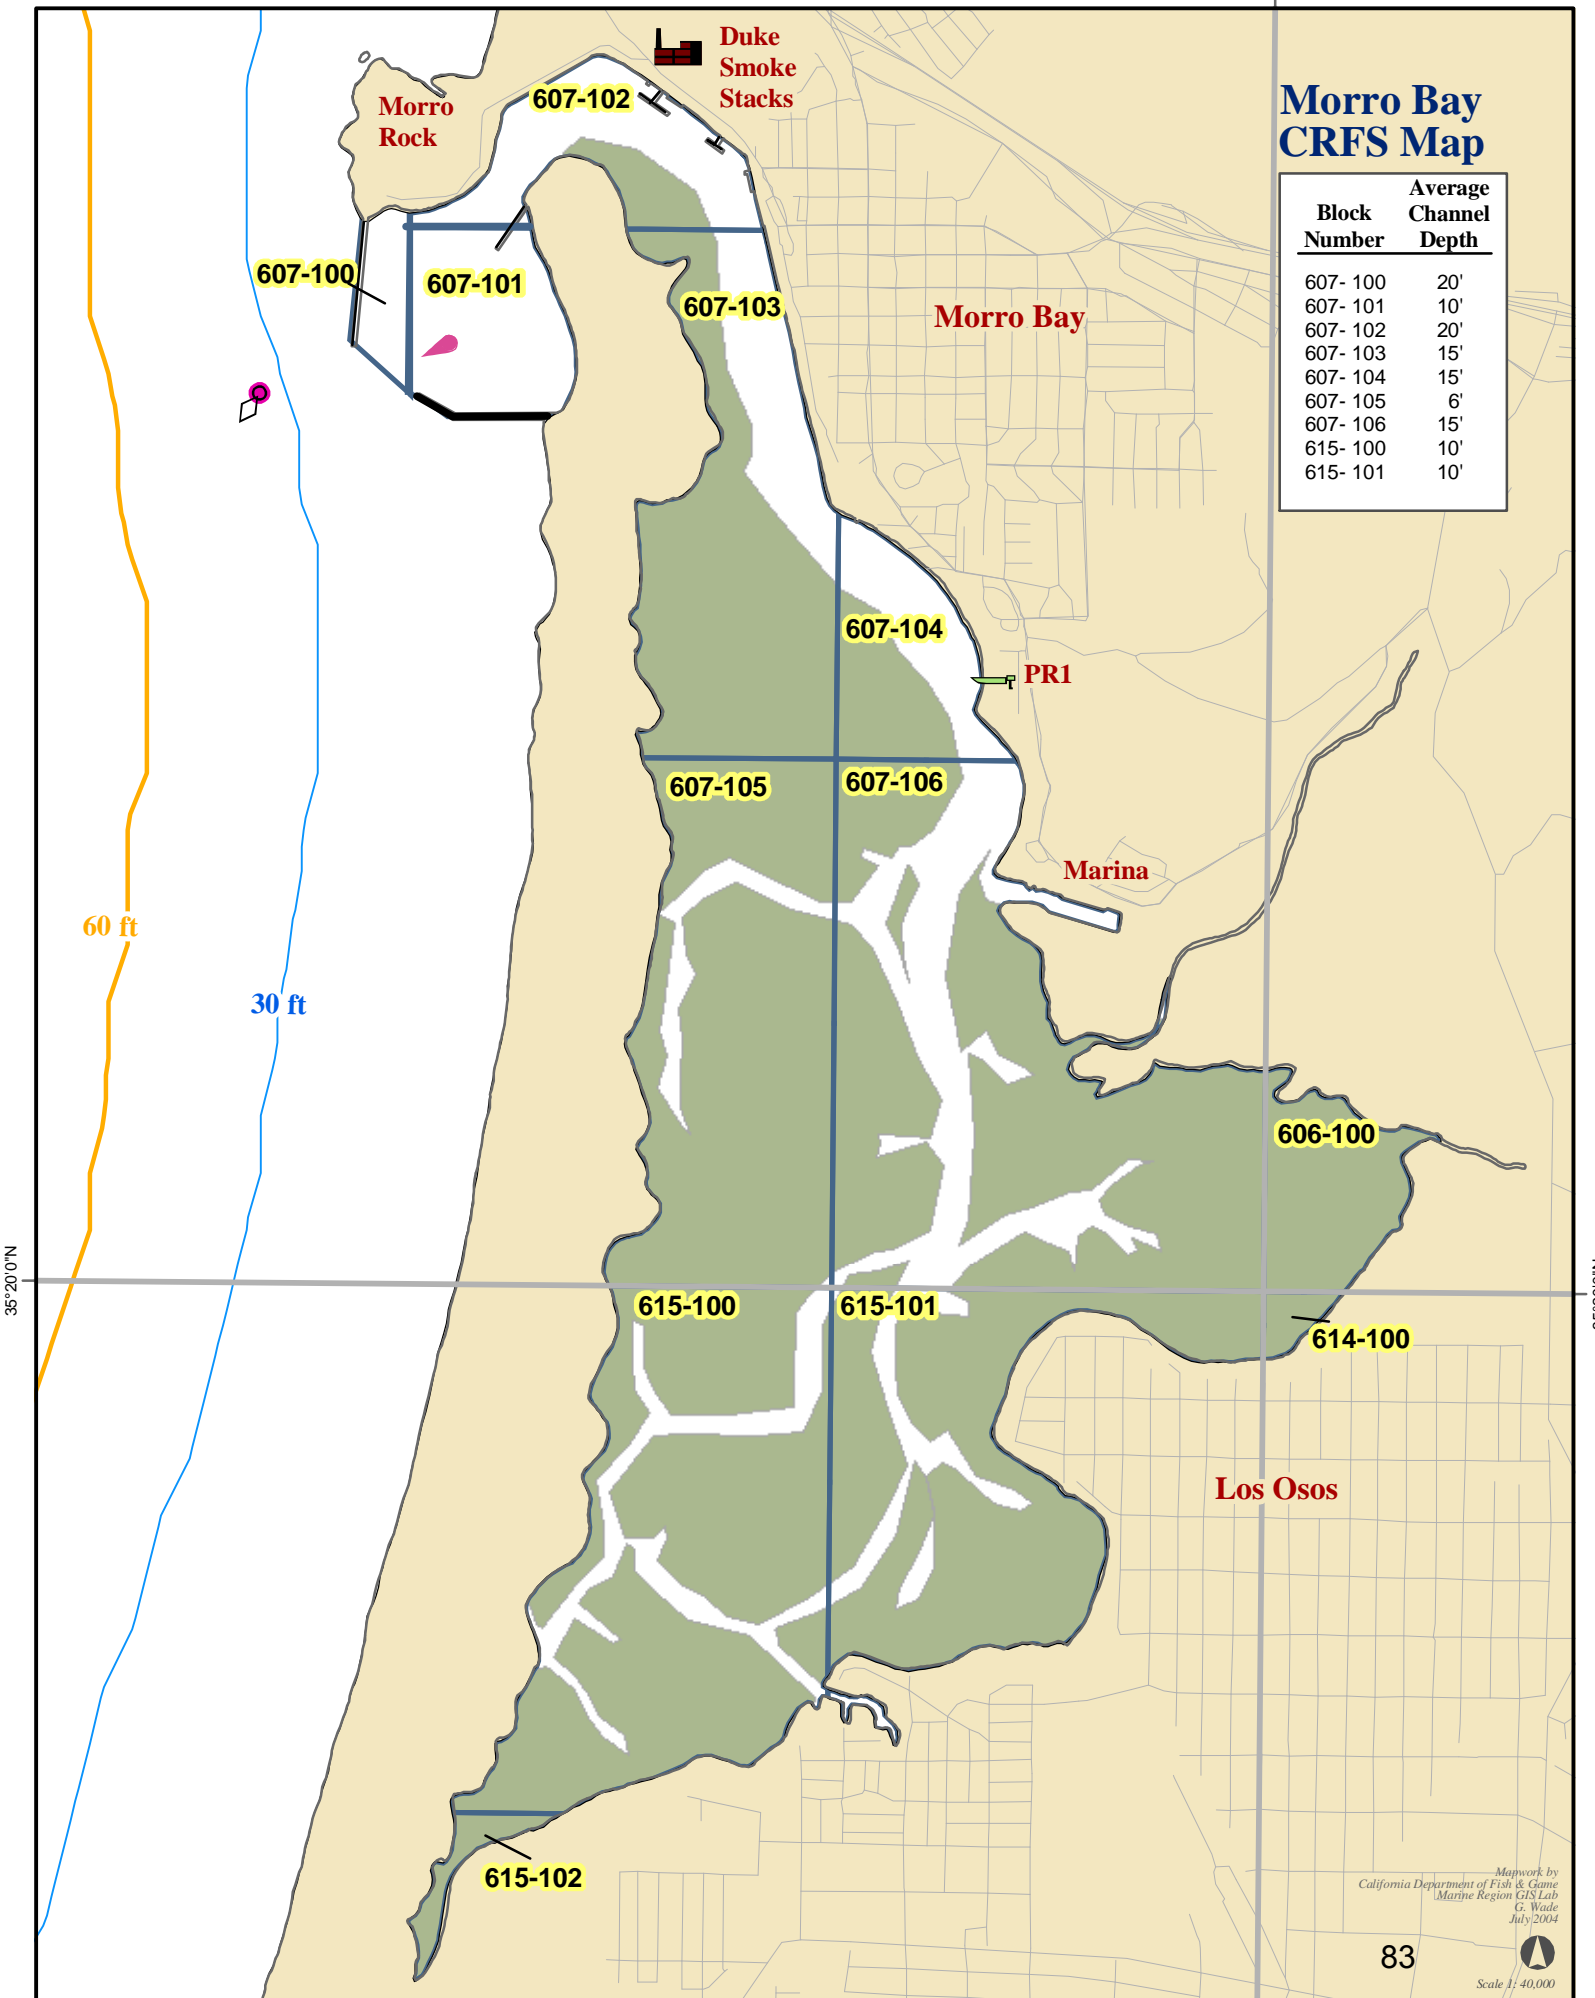 Duke
Smoke
Stacks
Morro
Rock
607-102
Morro Bay
CRFS Map
Block
Number
Average
Channel
Depth
607- 100 20'
607- 101 10'
607- 102 20'
607- 103 15'
607- 104 15'
607- 105 6'
607- 106 15'
615- 100 10'
615- 101 10'
607-100
607-101
607-103
Morro Bay
607-104
PR1
607-105
607-106
Marina
60 ft
30 ft
606-100
35°20'0"N
615-100
615-101
614-100
Los Osos
615-102
Mapwork by
California Department of Fish & Game
Marine Region GIS Lab
G. Wade
July 2004
83
Scale 1: 40,000